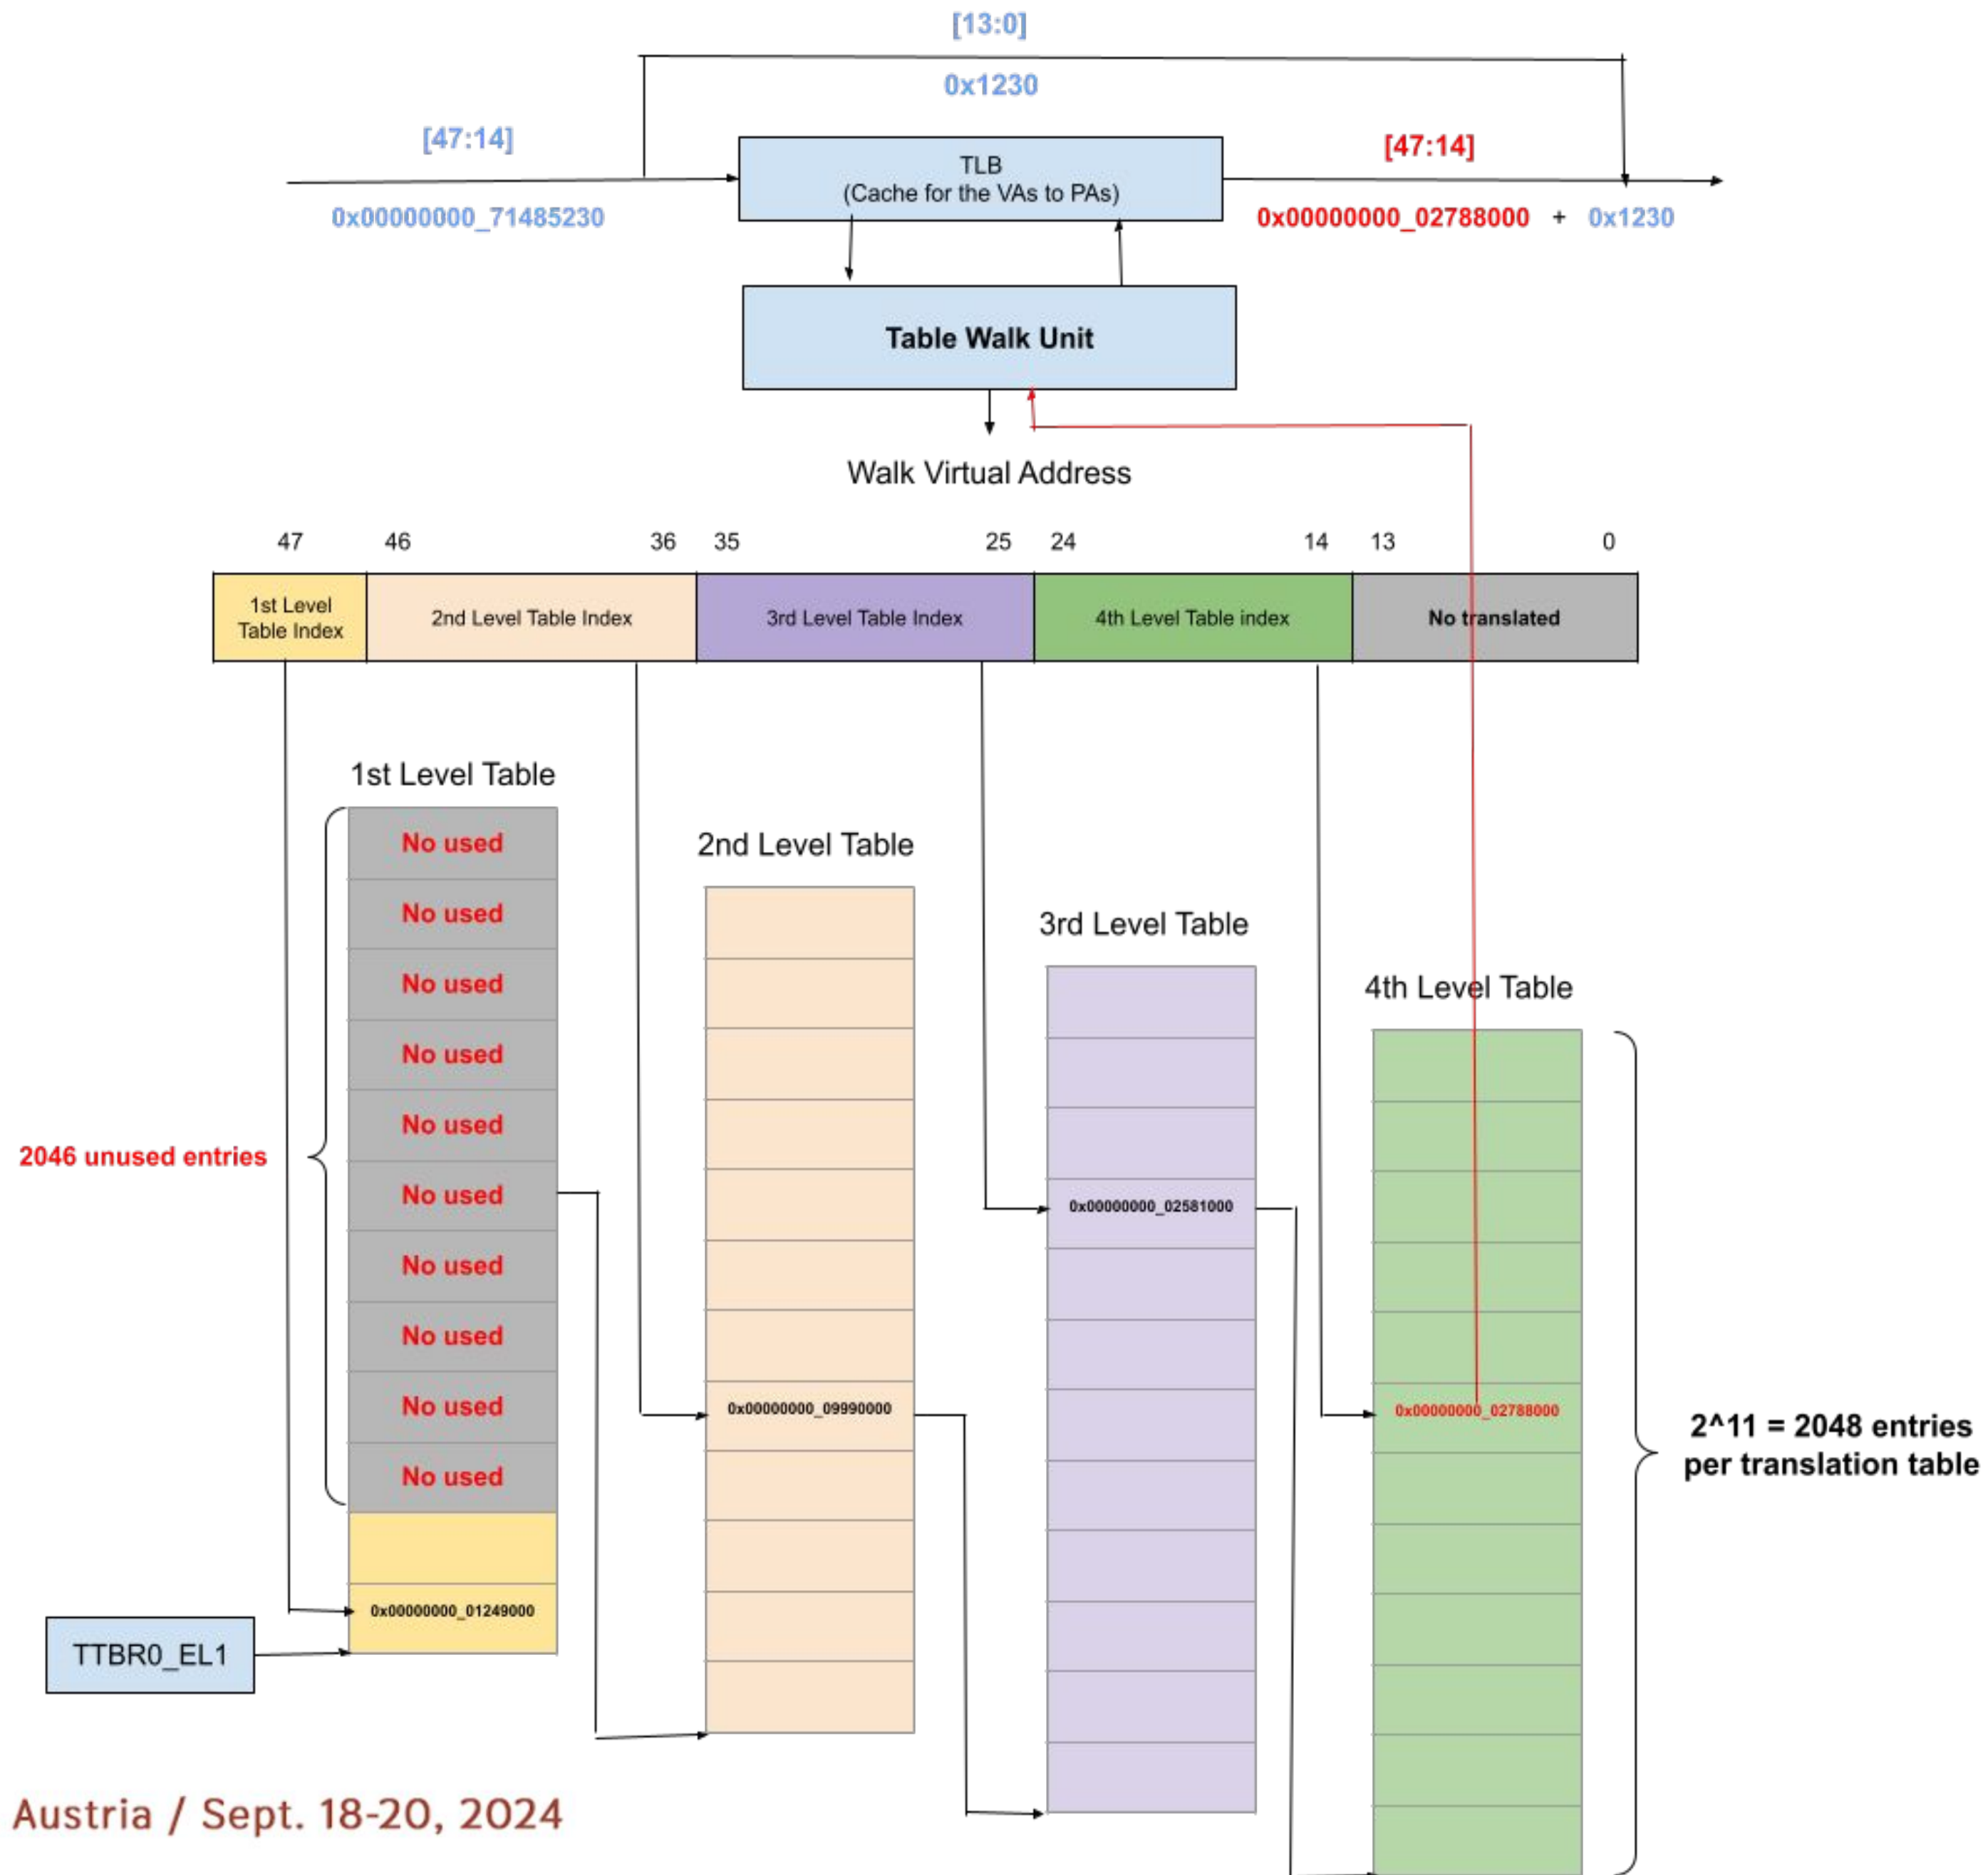 [13:0]
0x1230
[47:14]
0x00000000_71485230
TLB
(Cache for the VAs to PAs)
[47:14]
0x00000000_02788000 + 0x1230
Table Walk Unit
Walk Virtual Address
47 46 36 35 25 24 14 13 0
1st Level
Table Index
2nd Level Table Index
3rd Level Table Index
4th Level Table index
No translated
1st Level Table
No used
No used
No used
No used
No used
No used
No used
No used
No used
No used
2046 unused entries
0x00000000_01249000
TTBR0_EL1
2nd Level Table
0x00000000_09990000
3rd Level Table
0x00000000_02581000
4th Level Table
0x00000000_02788000
2^11 = 2048 entries
per translation table
Austria / Sept. 18-20, 2024